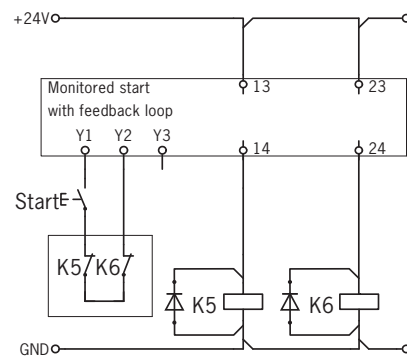 +24V
Monitored start 13 23
with feedback loop
Y1 Y2 Y3
14 24
Start
K5 K6
K5 K6
GND